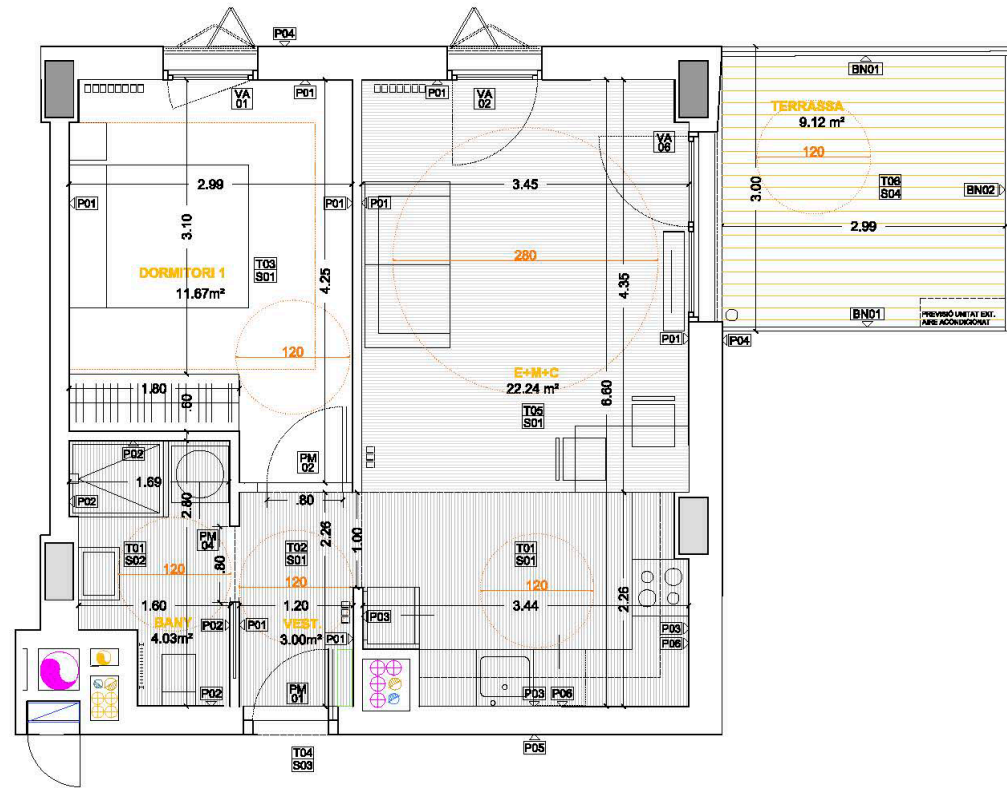 P04
BN01
VA
01
P01
P01
VA
02
TERRASSA
9.12 m²
120
VA
06
2.99
3.45
3.00
T06
S04
BN02
P01
P01
P01
3.10
2.99
280
DORMITORI 1
11.67m²
T03
S01
4.25
4.35
BN01
PREVISIÓ UNITAT EXT.
AIRE ACONDICIONAT
P01
P04
120
E+M+C
22.24 m²
1.80
.60
6.60
T05
S01
P02
1.69
PM
02
P02
2.80
.80
2.26
1.00
T01
S02
PM
04
T02
S01
T01
S01
120
.80
120
120
2.26
1.60
1.20
3.44
P03
BANY
4.03m²
P02
P01
VEST.
3.00m²
P01
P03
P06
P02
PM
01
P03
P06
T04
S03
P05